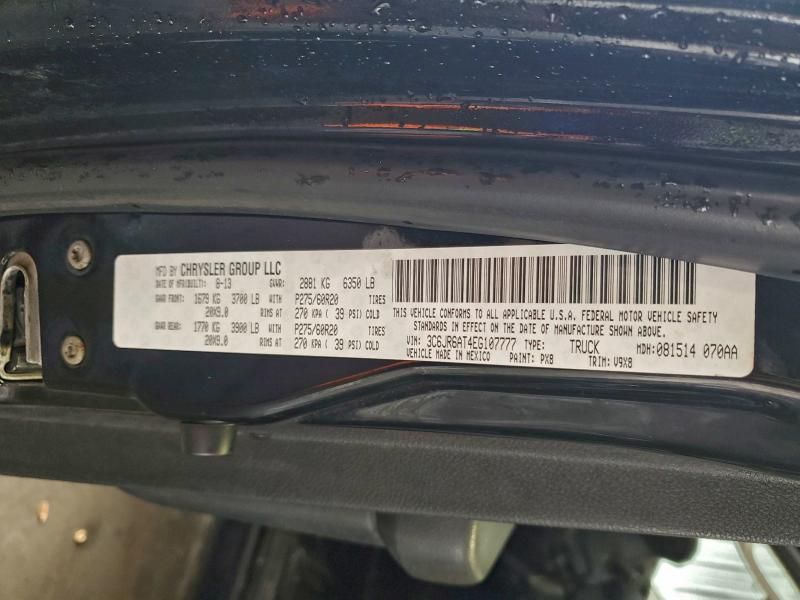 MFD BY CHRYSLER GROUP LLC
DATE OF MFR/BUILT: 8-13 GVWR: 2881 KG 6350 LB
GAWR FRONT: 1679 KG 3700 LB WITH P275/60R20 TIRES
20X9.0 RIMS AT 270 KPA ( 39 PSI) COLD
GAWR REAR: 1770 KG 3900 LB WITH P275/60R20 TIRES
20X9.0 RIMS AT 270 KPA ( 39 PSI) COLD
THIS VEHICLE CONFORMS TO ALL APPLICABLE U.S.A. FEDERAL MOTOR VEHICLE SAFETY
STANDARDS IN EFFECT ON THE DATE OF MANUFACTURE SHOWN ABOVE.
VIN: 3C6JR6AT4EG107777 TYPE: TRUCK MDH: 081514 070AA
VEHICLE MADE IN MEXICO PAINT: PX8 TRIM: V9X8